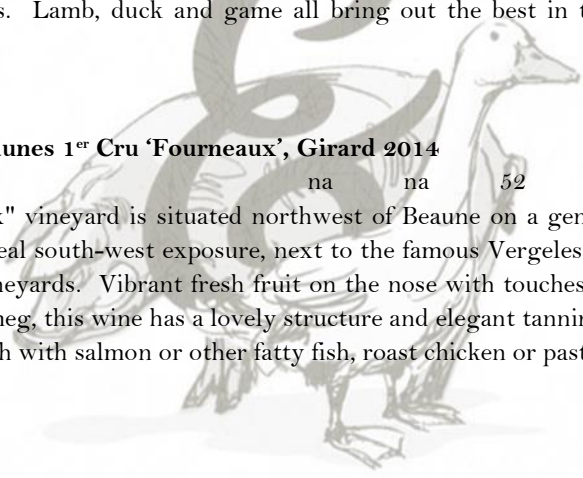 s. Lamb, duck and game all bring out the best in t
unes 1er Cru ‘Fourneaux’, Girard 2014
na na 52
x" vineyard is situated northwest of Beaune on a gen
eal south-west exposure, next to the famous Vergeles
neyards. Vibrant fresh fruit on the nose with touches
neg, this wine has a lovely structure and elegant tannin
h with salmon or other fatty fish, roast chicken or past